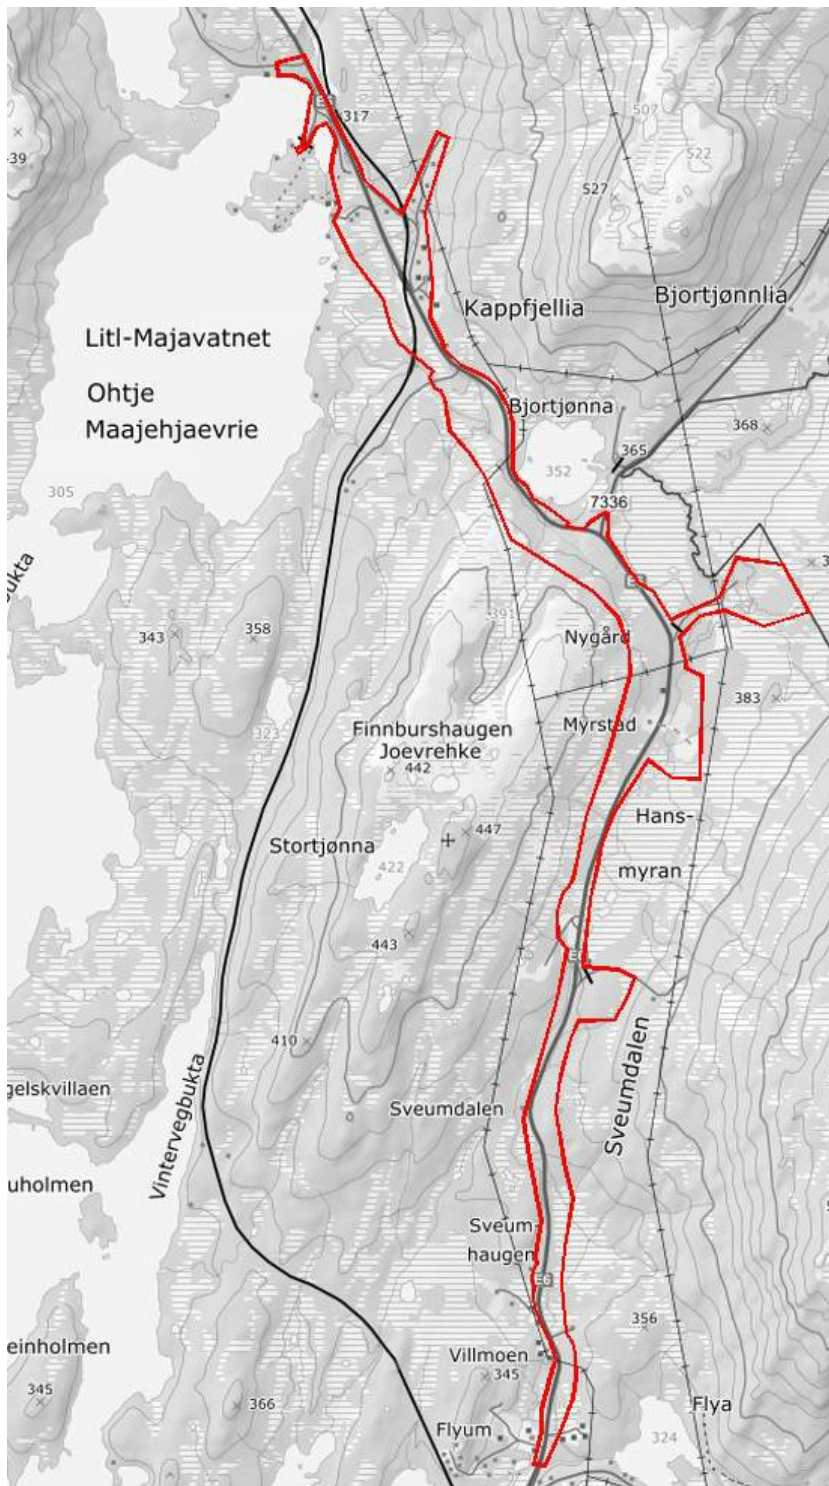 317
507
522
527
Bjortjønnlia
Kappfjellia
Litl-Majavatnet
Ohtje
Maajehjaevrie
Bjortjønna
368
365
352
305
7336
391
343
358
Nygård
383
323
Finnburshaugen
Joevrehke
Myrstad
442
Hans-
447
Stortjønna
422
myran
443
410
Sveumdalen
Sveumdalen
gelskvillaen
Vintervegbukta
uholmen
Sveum-
haugen
E6
356
einholmen
Villmoen
345
345
366
Flya
Flyum
324